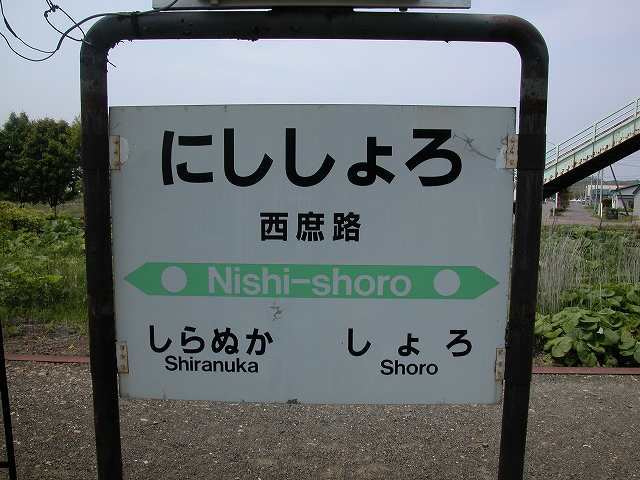 にししょろ
西庶路
Nishi-shoro
しらぬか しょろ
Shiranuka Shoro